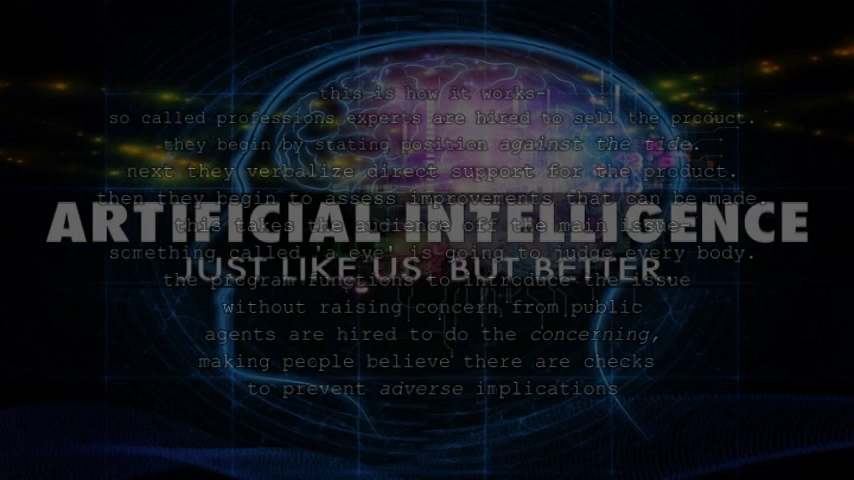 this is how it works-
so called professions experts are hired to sell the product.
they begin by stating position against the tide.
next they verbalize direct support for the product.
then they begin to assess improvements that can be made.
ARTIFICIAL INTELLIGENCE
this takes the audience off the main issue-
something called 'a eye's going to judge every body.
JUST LIKE US, BUT BETTER.
the program functions to introduce the issue
without raising concern from public
agents are hired to do the concerning,
making people believe there are checks
to prevent adverse implications